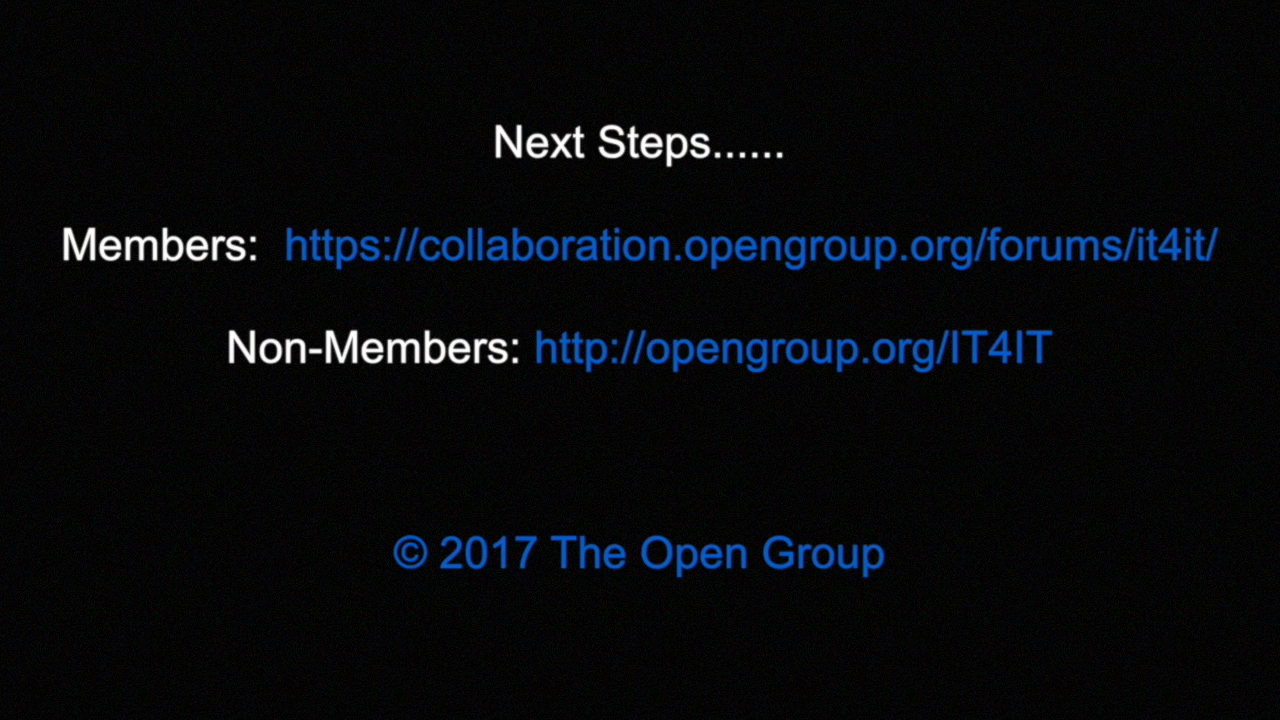 Next Steps......
Members:  https://collaboration.opengroup.org/forums/it4it/
Non-Members: http://opengroup.org/IT4IT
© 2017 The Open Group